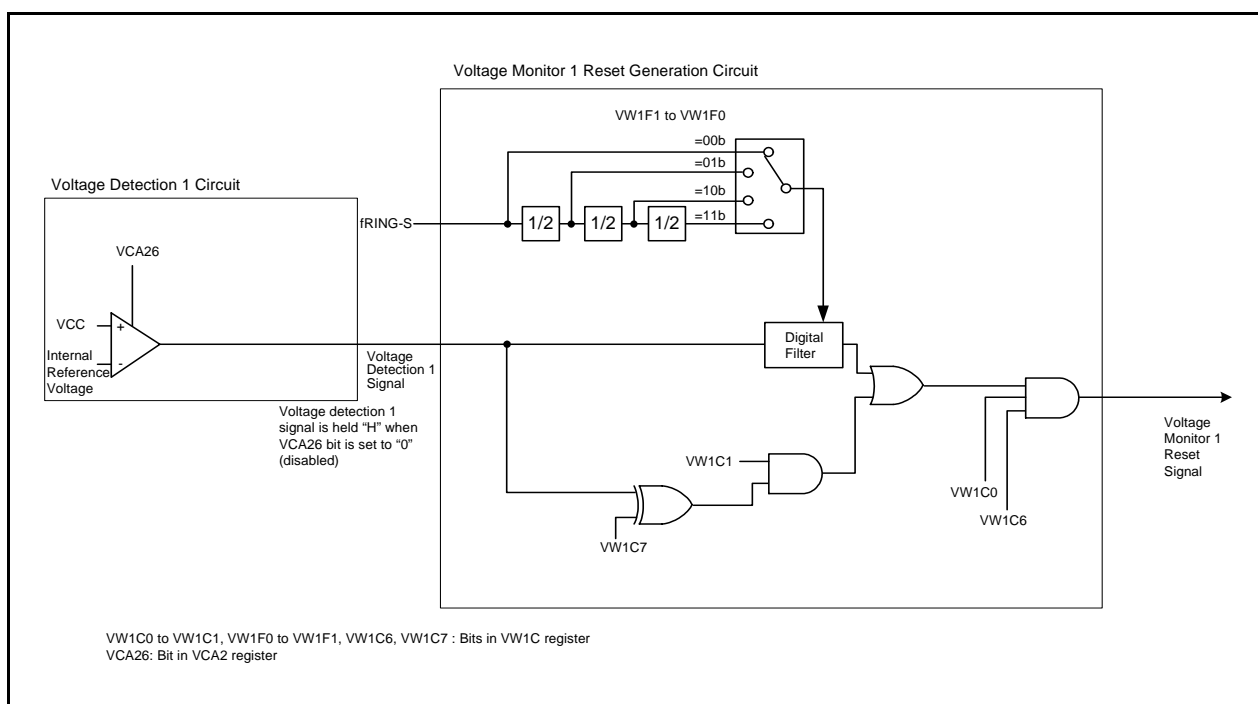 Voltage Monitor 1 Reset Generation Circuit
VW1F1 to VW1F0
=00b
=01b
=10b
=11b
Voltage Detection 1 Circuit
fRING-S
1/2
1/2
1/2
VCA26
VCC
+
Internal
Reference
Voltage
-
Voltage
Detection 1
Signal
Digital
Filter
Voltage detection 1
signal is held “H” when
VCA26 bit is set to “0”
(disabled)
VW1C1
VW1C7
VW1C0
VW1C6
Voltage
Monitor 1
Reset
Signal
VW1C0 to VW1C1, VW1F0 to VW1F1, VW1C6, VW1C7 : Bits in VW1C register
VCA26: Bit in VCA2 register